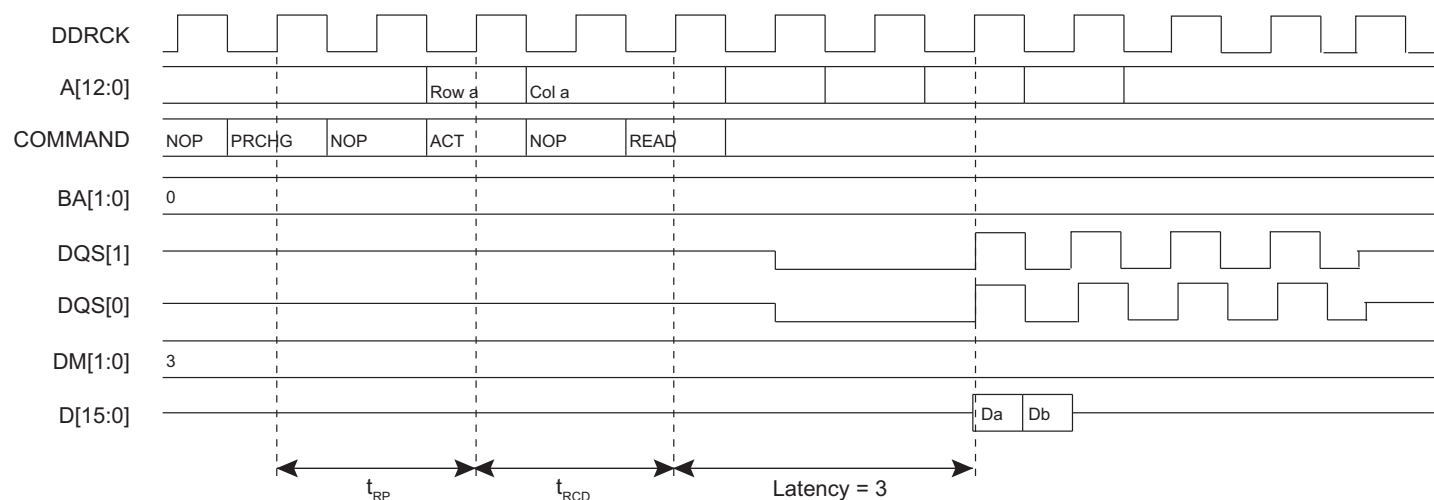 DDRCK
A[12:0] Row a Col a
COMMAND NOP PRCHG NOP ACT NOP READ
BA[1:0] 0
DQS[1]
DQS[0]
DM[1:0] 3
D[15:0] Da Db
tRP tRCD Latency = 3